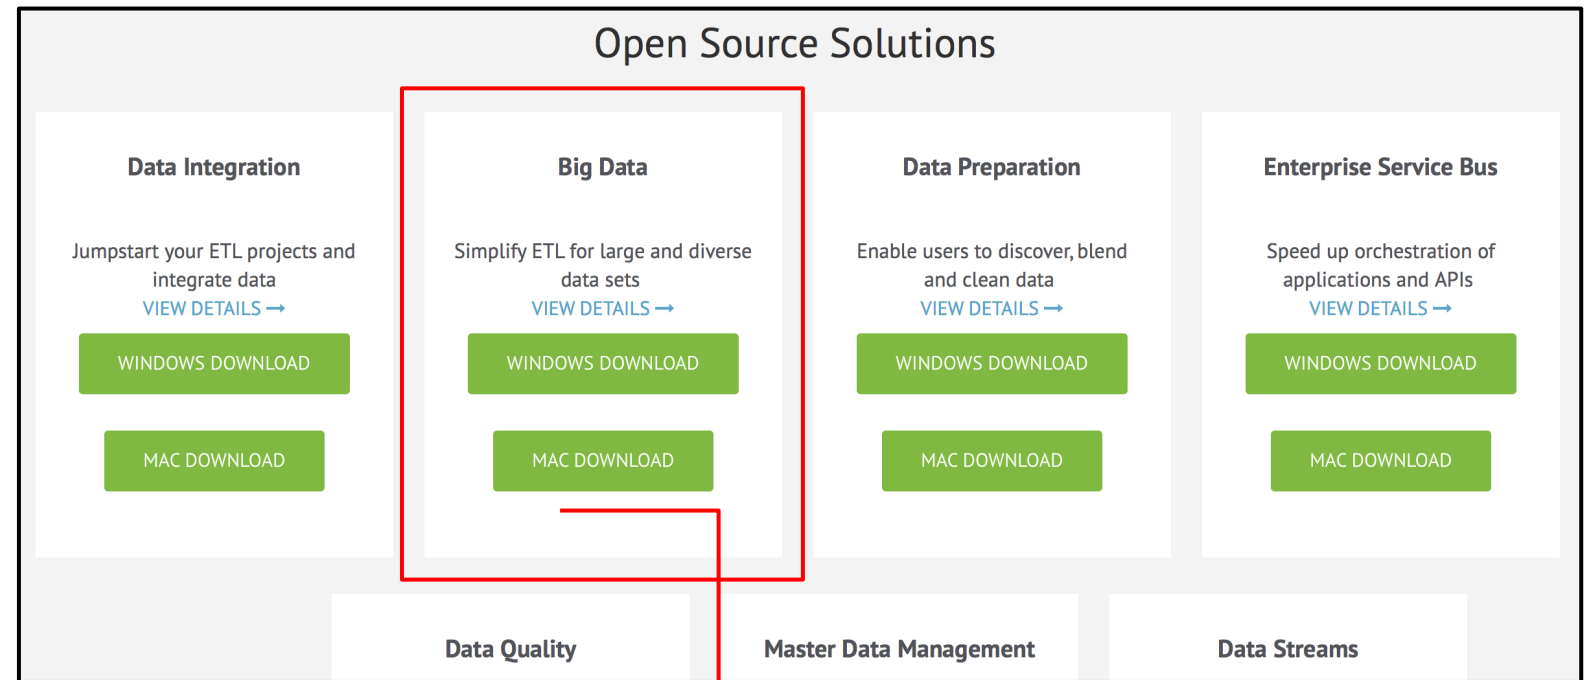 Open Source Solutions
Data Integration
Jumpstart your ETL projects and
integrate data
VIEW DETAILS →
WINDOWS DOWNLOAD
MAC DOWNLOAD
Big Data
Simplify ETL for large and diverse
data sets
VIEW DETAILS →
WINDOWS DOWNLOAD
MAC DOWNLOAD
Data Preparation
Enable users to discover, blend
and clean data
VIEW DETAILS →
WINDOWS DOWNLOAD
MAC DOWNLOAD
Enterprise Service Bus
Speed up orchestration of
applications and APIs
VIEW DETAILS →
WINDOWS DOWNLOAD
MAC DOWNLOAD
Data Quality
Master Data Management
Data Streams